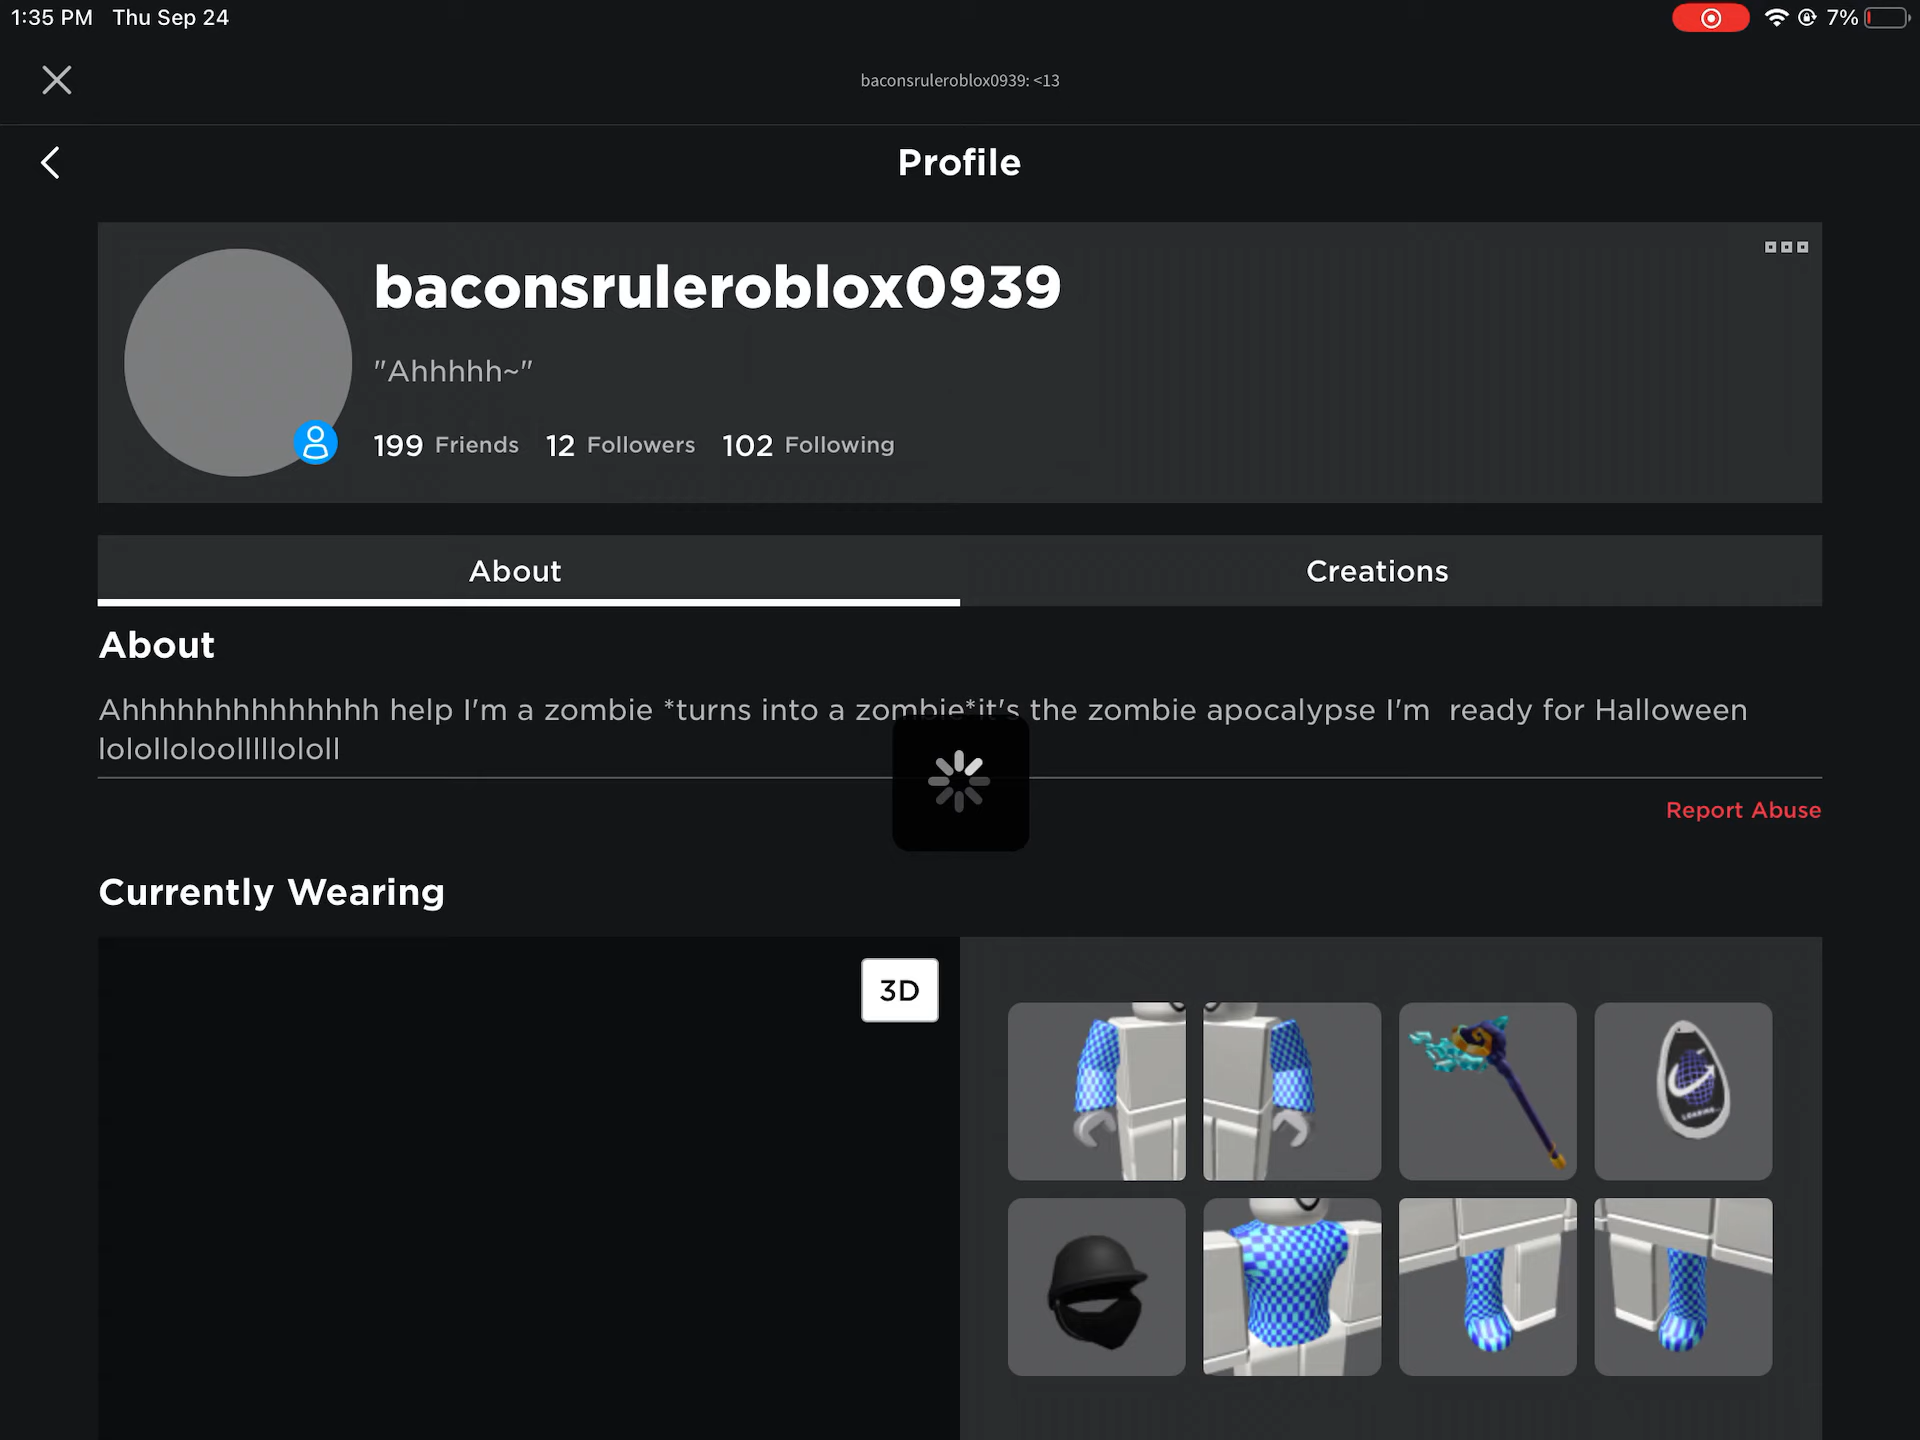 1:35 PM Thu Sep 24
7%
baconsruleroblox0939: <13
Profile
baconsruleroblox0939
"Ahhhhh~"
199 Friends 12 Followers 102 Following
About Creations
About
Ahhhhhhhhhhhhhh help I'm a zombie *turns into a zombie*it's the zombie apocalypse I'm  ready for Halloween
lololloloolllllololl
Report Abuse
Currently Wearing
3D